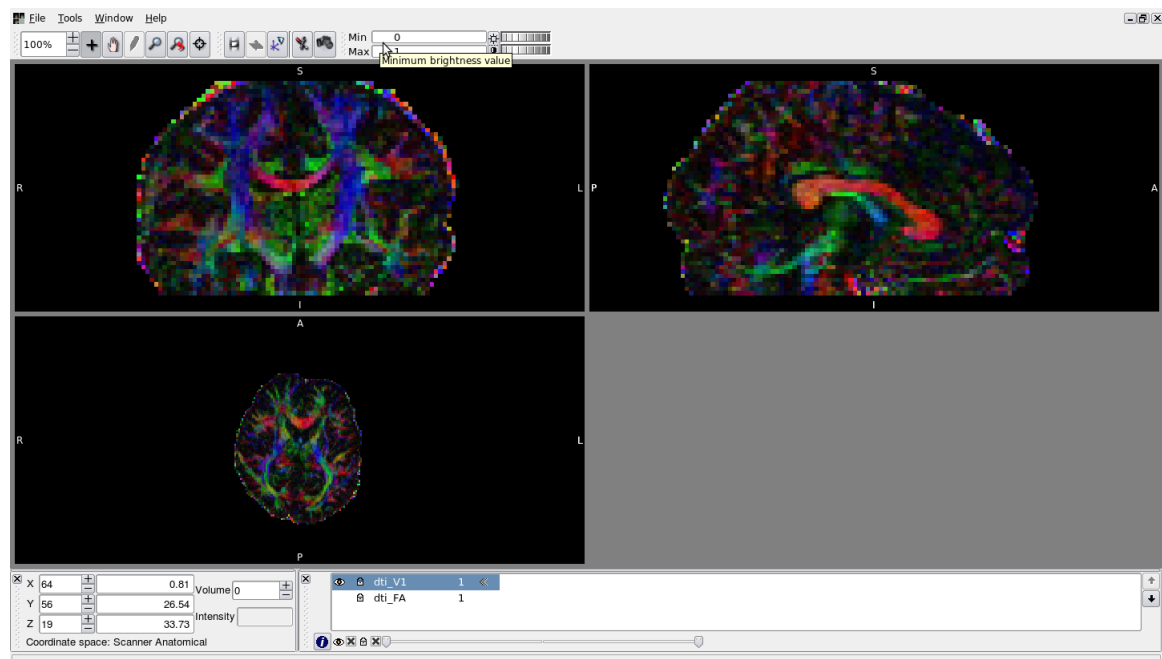 File Tools Window Help
100% Min 0
Max 1
Minimum brightness value
S
S
R
L
P
A
I
I
A
R
L
P
X 64 0.81 Volume 0
Y 56 26.54
Intensity
Z 19 33.73
Coordinate space: Scanner Anatomical
dti_V1 1
dti_FA 1